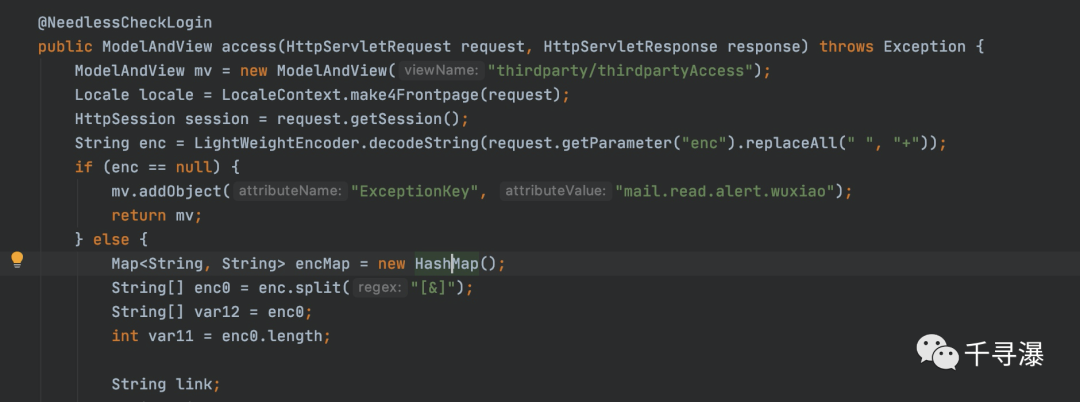 @NeedlessCheckLogin
public ModelAndView access(HttpServletRequest request, HttpServletResponse response) throws Exception {
ModelAndView mv = new ModelAndView( viewName: "thirdparty/thirdpartyAccess");
Locale locale = LocaleContext.make4Frontpage(request);
HttpSession session = request.getSession();
String enc = LightWeightEncoder.decodeString(request.getParameter("enc").replaceAll(" ", "+"));
if (enc == null) {
mv.addObject( attributeName: "ExceptionKey", attributeValue: "mail.read.alert.wuxiao");
return mv;
} else {
Map<String, String> encMap = new HashMap();
String[] enc0 = enc.split( regex: "[&]");
String[] var12 = enc0;
int var11 = enc0.length;
String link;
千寻瀑